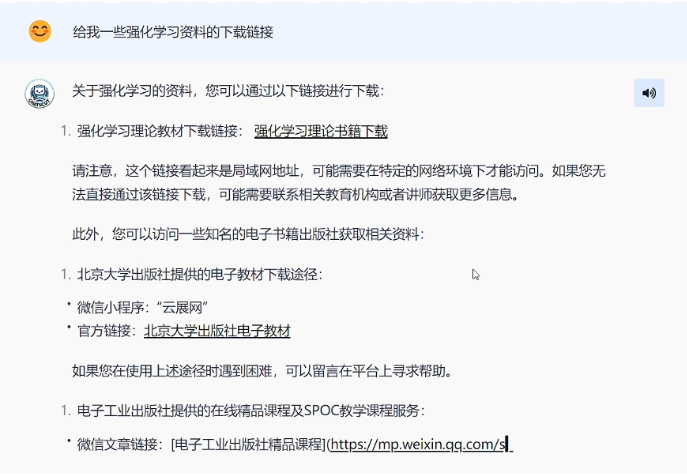 给我一些强化学习资料的下载链接
关于强化学习的资料，您可以通过以下链接进行下载：
1. 强化学习理论教材下载链接： 强化学习理论书籍下载
请注意，这个链接看起来是局域网地址，可能需要在特定的网络环境下才能访问。如果您无
法直接通过该链接下载，可能需要联系相关教育机构或者讲师获取更多信息。
此外，您可以访问一些知名的电子书籍出版社获取相关资料：
1. 北京大学出版社提供的电子教材下载途径：
• 微信小程序：“云展网”
• 官方链接：北京大学出版社电子教材
如果您在使用上述途径时遇到困难，可以留言在平台上寻求帮助。
1. 电子工业出版社提供的在线精品课程及SPOC教学课程服务：
• 微信文章链接：[电子工业出版社精品课程](https://mp.weixin.qq.com/s